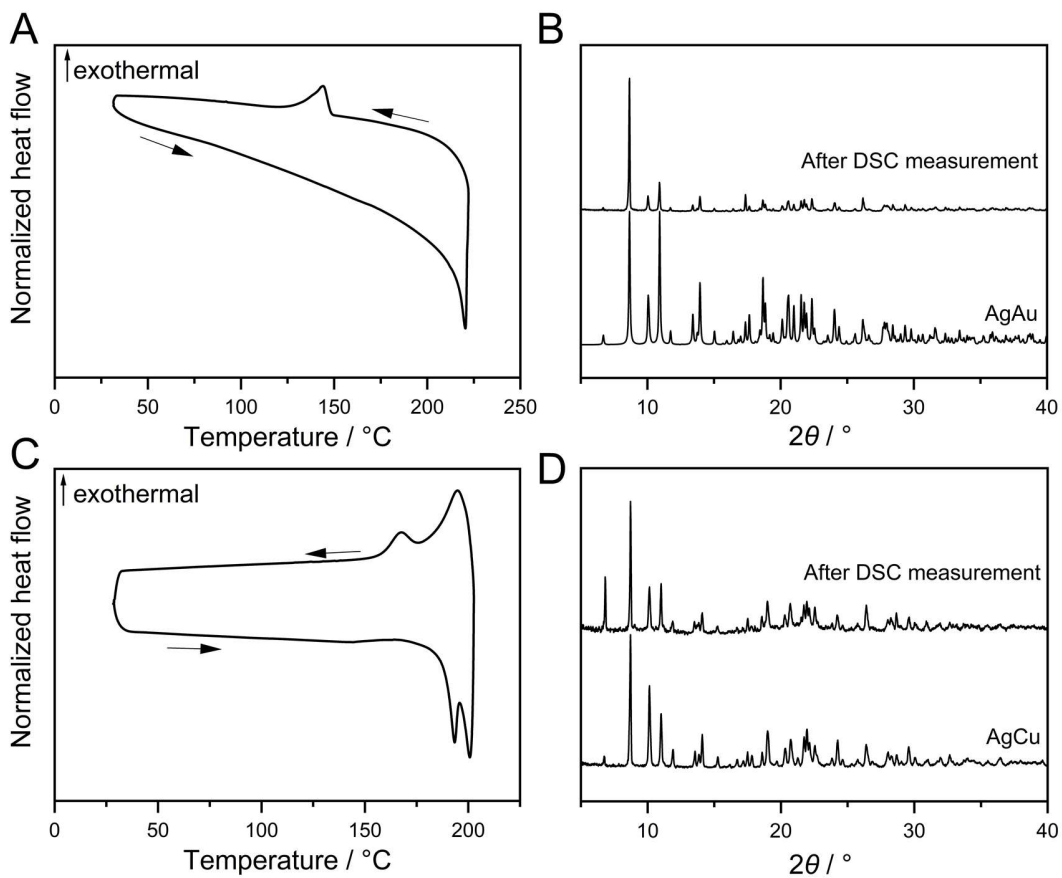 A
exothermal
Normalized heat flow
0 50 100 150 200 250
Temperature / °C
B
After DSC measurement
AgAu
10 20 30 40
2θ / °
C
exothermal
Normalized heat flow
0 50 100 150 200
Temperature / °C
D
After DSC measurement
AgCu
10 20 30 40
2θ / °